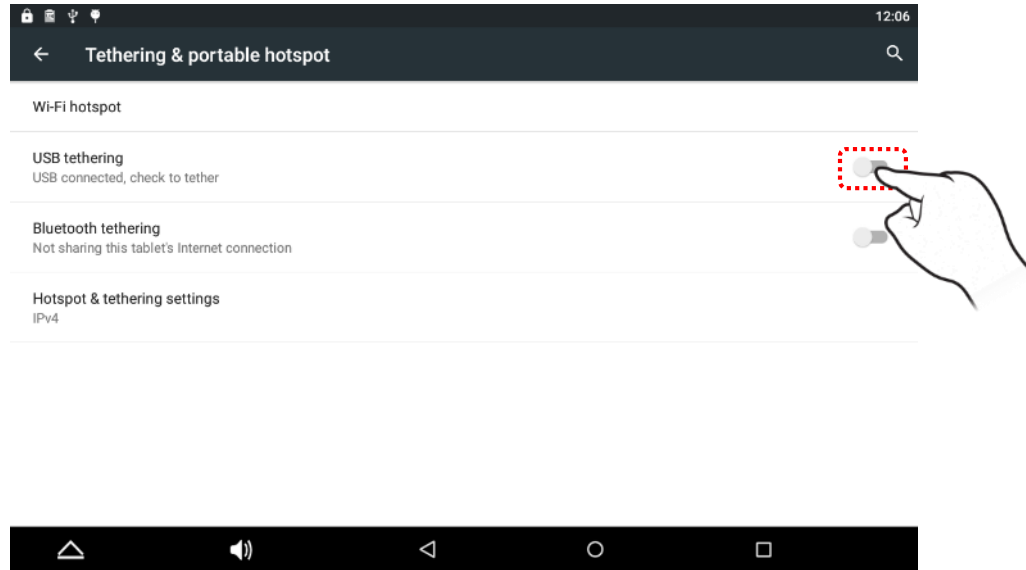 12:06
Tethering & portable hotspot
Wi-Fi hotspot
USB tethering
USB connected, check to tether
Bluetooth tethering
Not sharing this tablet's Internet connection
Hotspot & tethering settings
IPv4